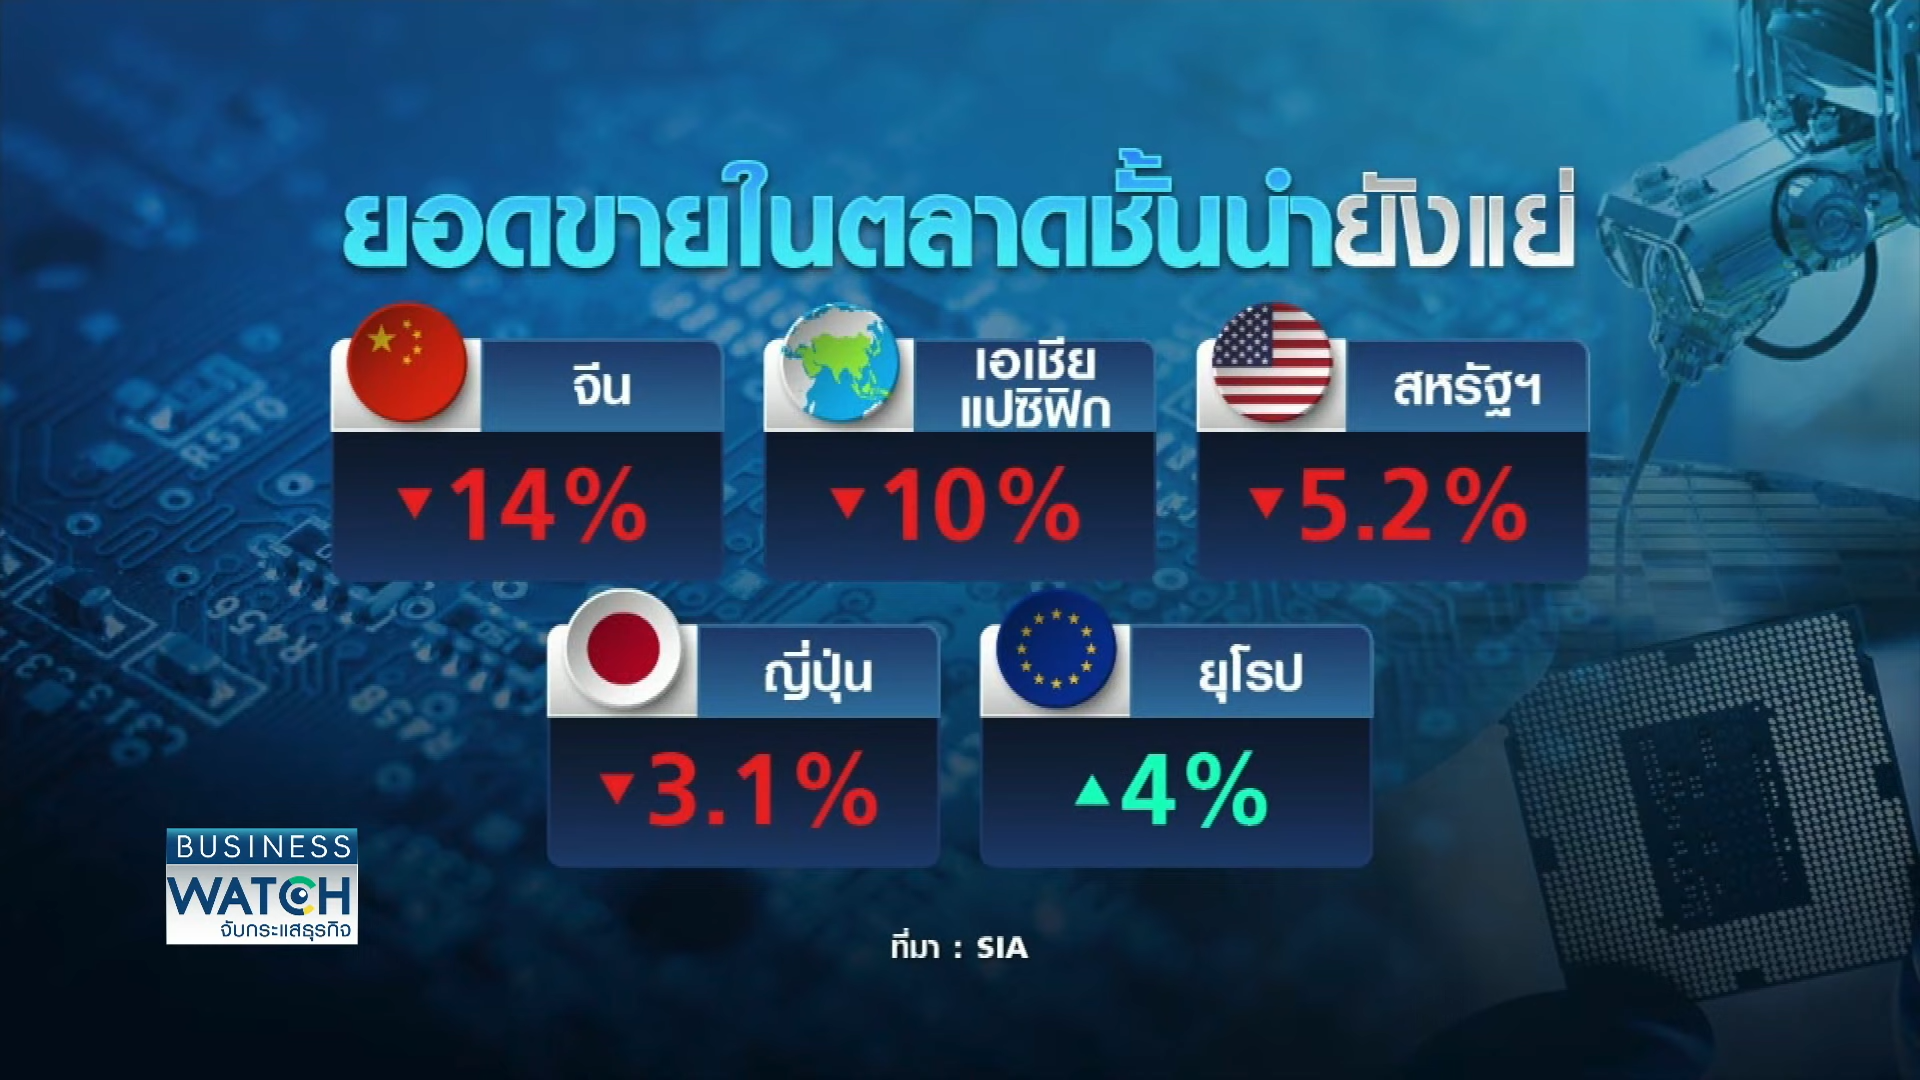 ยอดขายในตลาดชั้นนำยังแย่
จีน
▼14%
เอเชีย
แปซิฟิก
▼10%
สหรัฐฯ
▼5.2%
ญี่ปุ่น
▼3.1%
ยุโรป
▲4%
BUSINESS
WATCH
จับกระแสธุรกิจ
ที่มา : SIA
R570
R456
R458